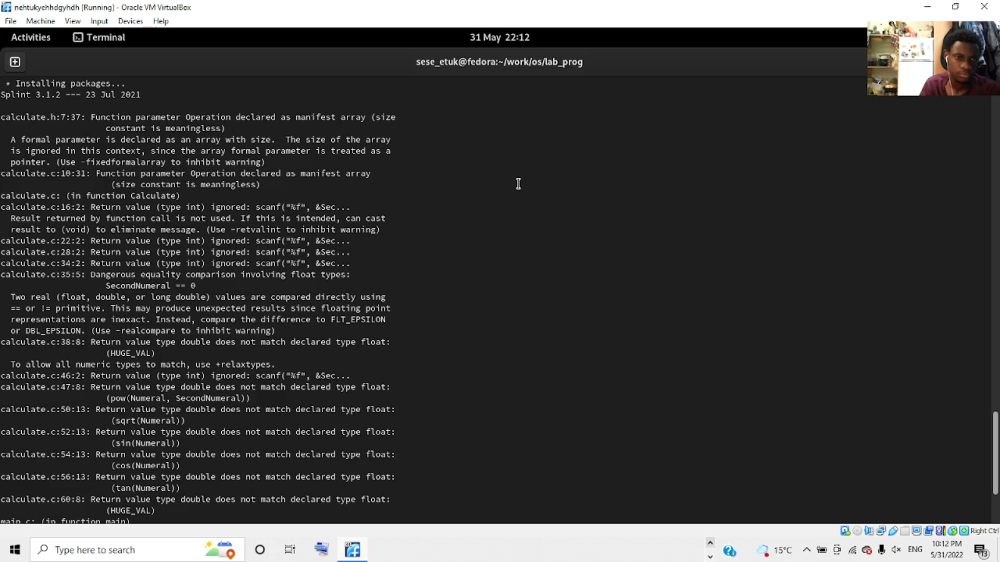 nehtukyehhdgyhdh [Running] - Oracle VM VirtualBox
File Machine View Input Devices Help
Activities Terminal 31 May 22:12
sese_etuk@fedora:~/work/os/lab_prog
* Installing packages...
Splint 3.1.2 --- 23 Jul 2021
calculate.h:7:37: Function parameter Operation declared as manifest array (size
constant is meaningless)
A formal parameter is declared as an array with size.  The size of the array
is ignored in this context, since the array formal parameter is treated as a
pointer. (Use -fixedformalarray to inhibit warning)
calculate.c:10:31: Function parameter Operation declared as manifest array
(size constant is meaningless)
calculate.c: (in function Calculate)
calculate.c:16:2: Return value (type int) ignored: scanf("%f", &Sec...
Result returned by function call is not used. If this is intended, can cast
result to (void) to eliminate message. (Use -retvalint to inhibit warning)
calculate.c:22:2: Return value (type int) ignored: scanf("%f", &Sec...
calculate.c:28:2: Return value (type int) ignored: scanf("%f", &Sec...
calculate.c:34:2: Return value (type int) ignored: scanf("%f", &Sec...
calculate.c:35:5: Dangerous equality comparison involving float types:
SecondNumeral == 0
Two real (float, double, or long double) values are compared directly using
== or != primitive. This may produce unexpected results since floating point
representations are inexact. Instead, compare the difference to FLT_EPSILON
or DBL_EPSILON. (Use -realcompare to inhibit warning)
calculate.c:38:8: Return value type double does not match declared type float:
(HUGE_VAL)
To allow all numeric types to match, use +relaxtypes.
calculate.c:46:2: Return value (type int) ignored: scanf("%f", &Sec...
calculate.c:47:8: Return value type double does not match declared type float:
(pow(Numeral, SecondNumeral))
calculate.c:50:13: Return value type double does not match declared type float:
(sqrt(Numeral))
calculate.c:52:13: Return value type double does not match declared type float:
(sin(Numeral))
calculate.c:54:13: Return value type double does not match declared type float:
(cos(Numeral))
calculate.c:56:13: Return value type double does not match declared type float:
(tan(Numeral))
calculate.c:60:8: Return value type double does not match declared type float:
(HUGE_VAL)
main.c: (in function main)
Right Ctrl
Type here to search
15°C
ENG
10:12 PM
5/31/2022
13